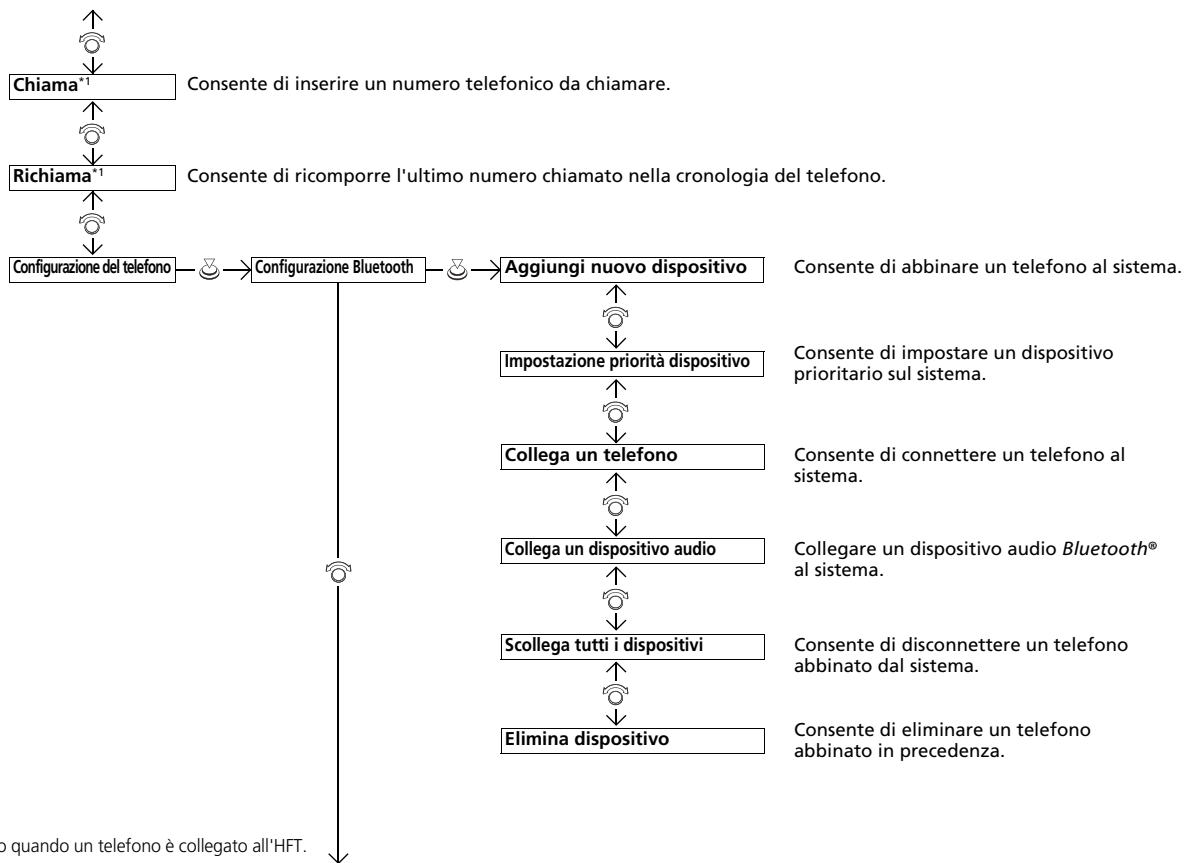 Chiama*1
Consente di inserire un numero telefonico da chiamare.
Richiama*1
Consente di ricomporre l'ultimo numero chiamato nella cronologia del telefono.
Configurazione del telefono
Configurazione Bluetooth
Aggiungi nuovo dispositivo
Consente di abbinare un telefono al sistema.
Impostazione priorità dispositivo
Consente di impostare un dispositivo
prioritario sul sistema.
Collega un telefono
Consente di connettere un telefono al
sistema.
Collega un dispositivo audio
Collegare un dispositivo audio Bluetooth®
al sistema.
Scollega tutti i dispositivi
Consente di disconnettere un telefono
abbinato dal sistema.
Elimina dispositivo
Consente di eliminare un telefono
abbinato in precedenza.
o quando un telefono è collegato all'HFT.